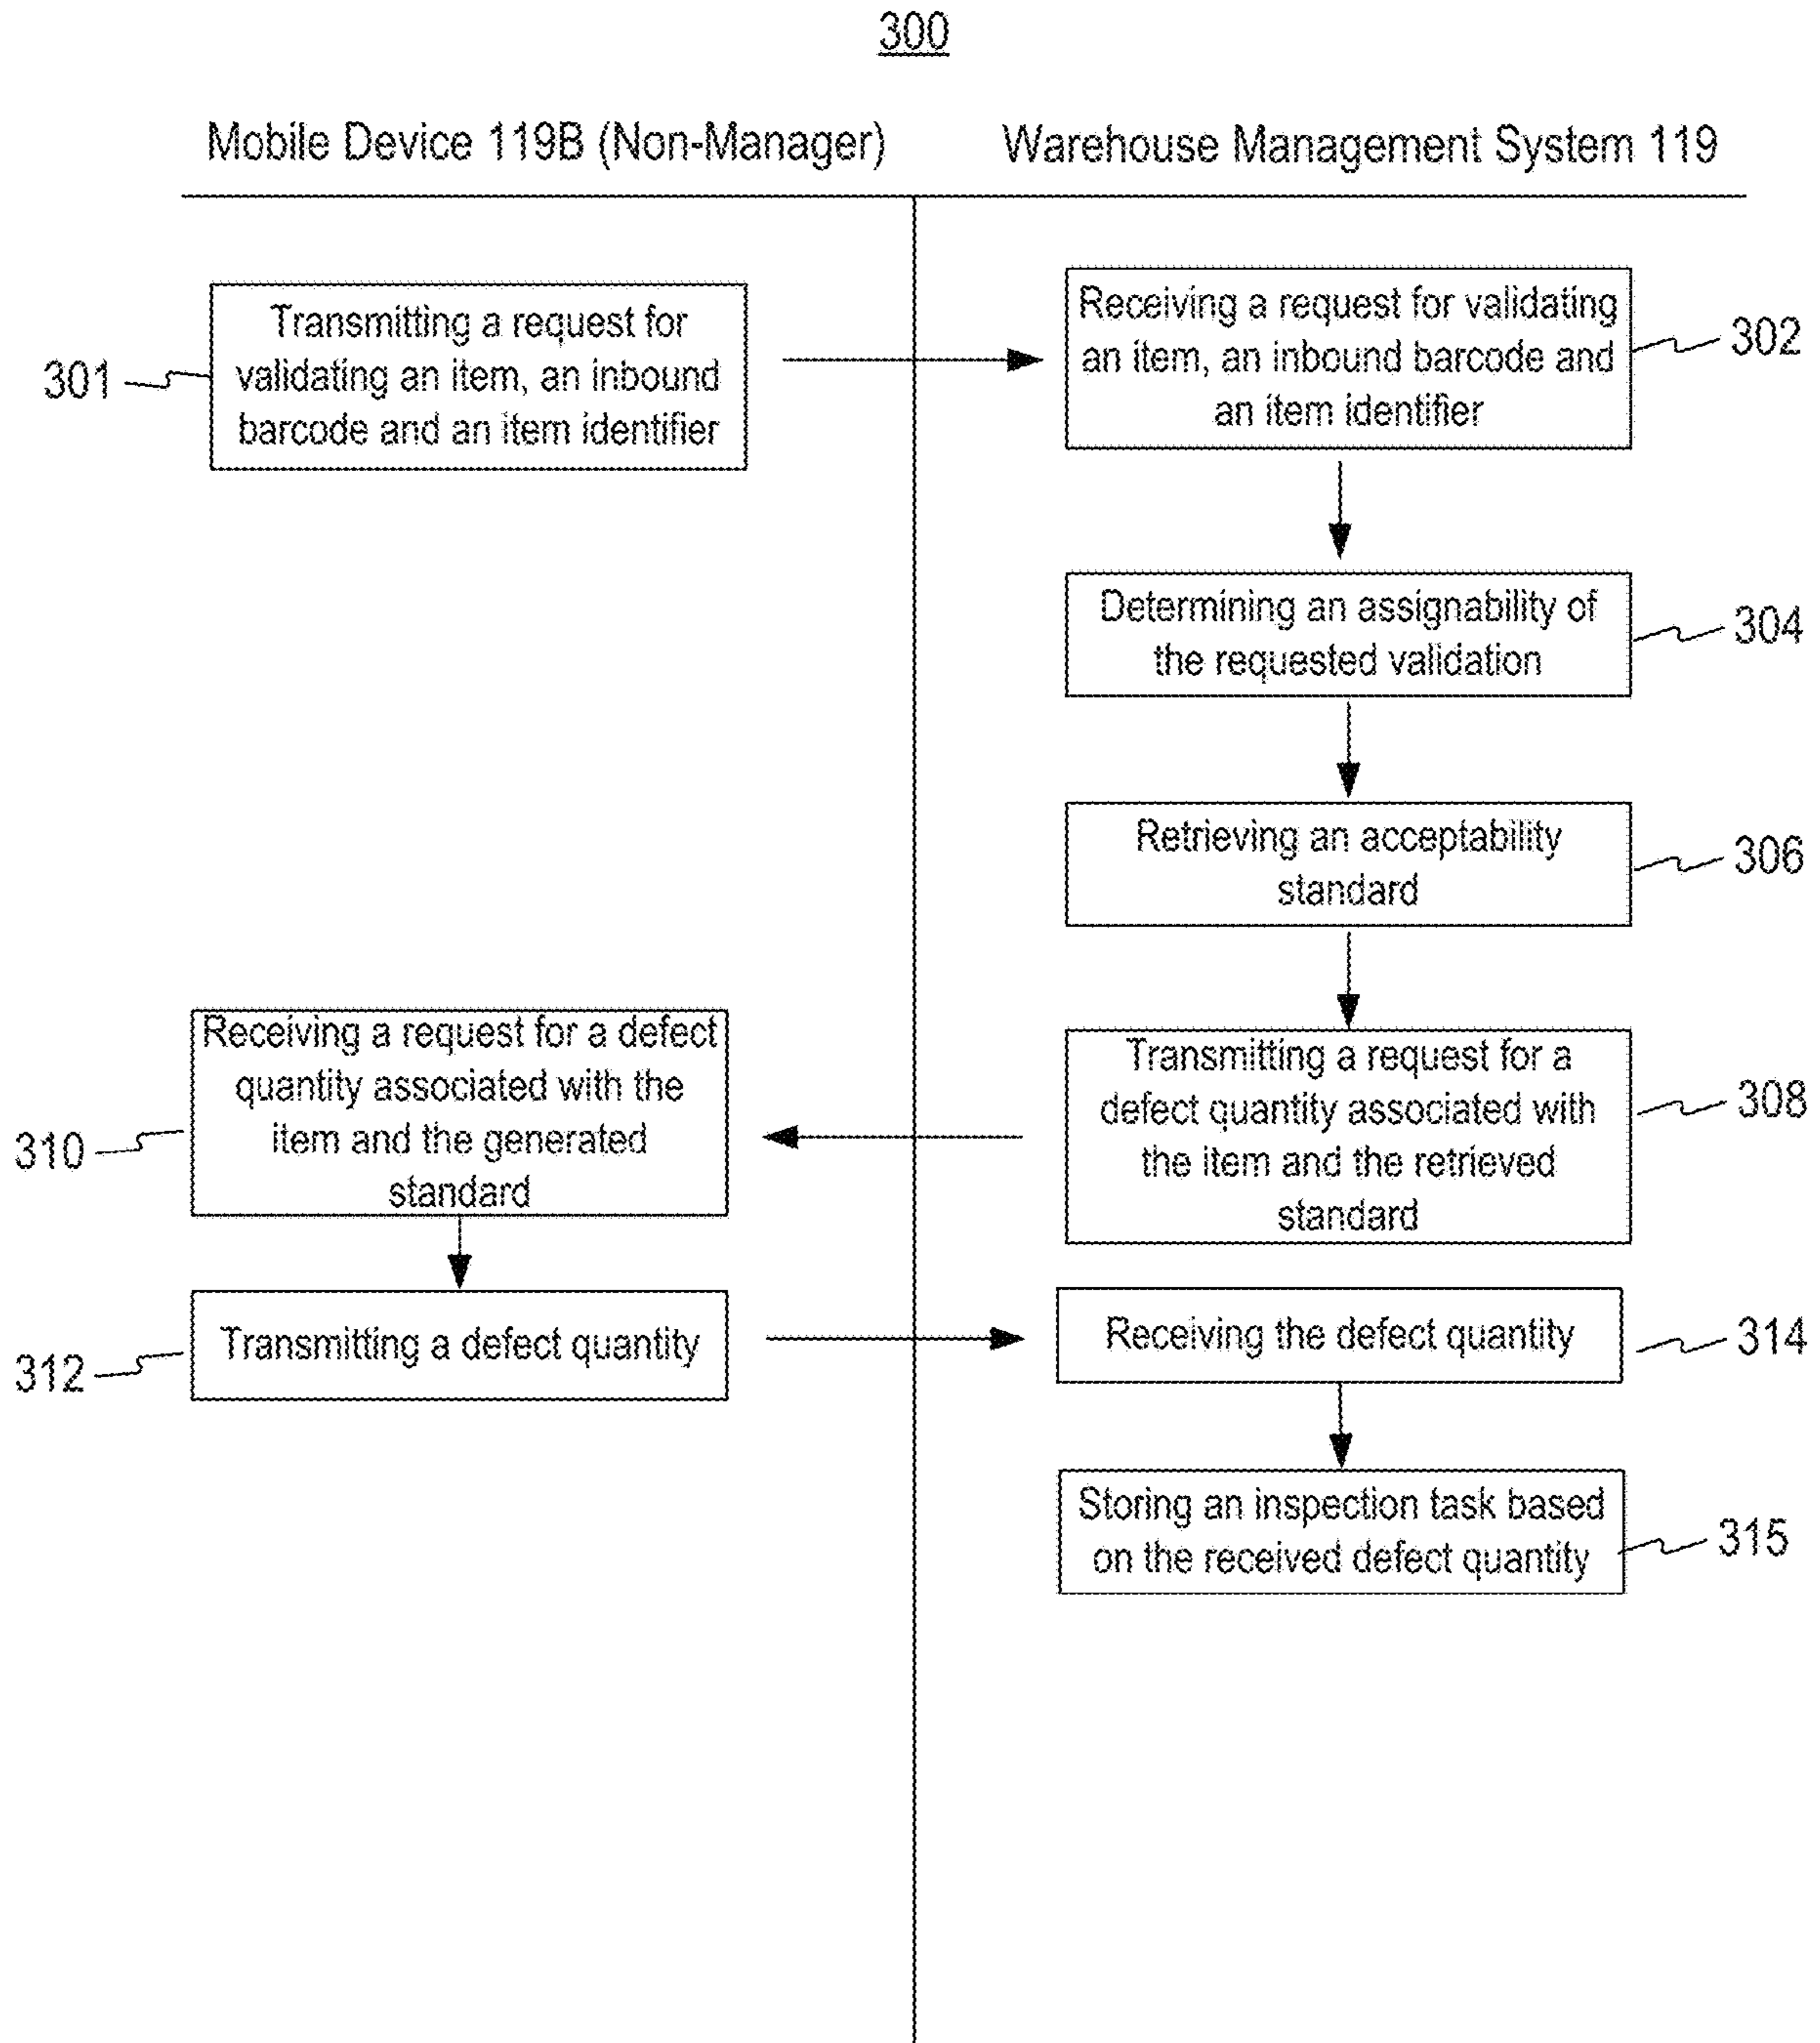 300
Mobile Device 119B (Non-Manager)
Warehouse Management System 119
301
Transmitting a request for
validating an item, an inbound
barcode and an item identifier
Receiving a request for validating
an item, an inbound barcode and
an item identifier
302
Determining an assignability of
the requested validation
304
Retrieving an acceptability
standard
306
Transmitting a request for a
defect quantity associated with
the item and the retrieved
standard
308
310
Receiving a request for a defect
quantity associated with the
item and the generated
standard
312
Transmitting a defect quantity
Receiving the defect quantity
314
Storing an inspection task based
on the received defect quantity
315